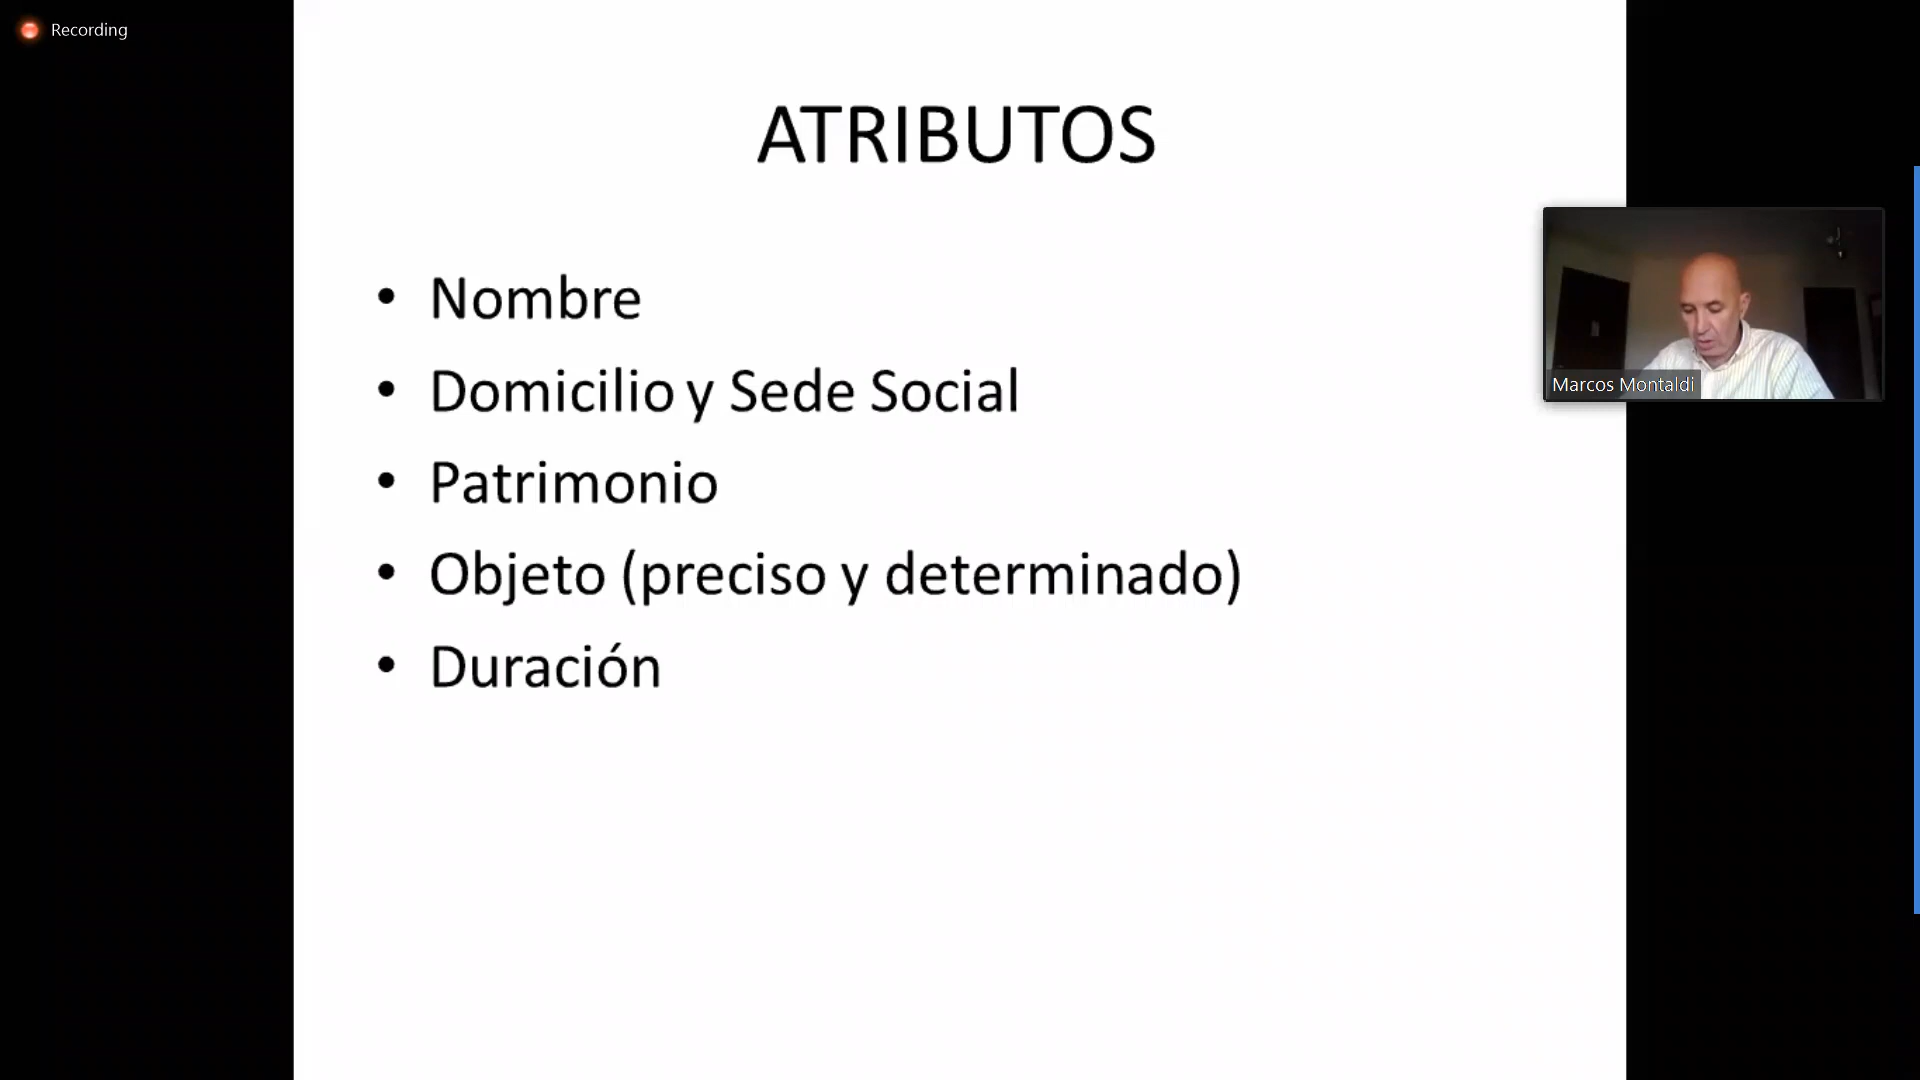 Recording
ATRIBUTOS
• Nombre
• Domicilio y Sede Social
• Patrimonio
• Objeto (preciso y determinado)
• Duración
Marcos Montaldi